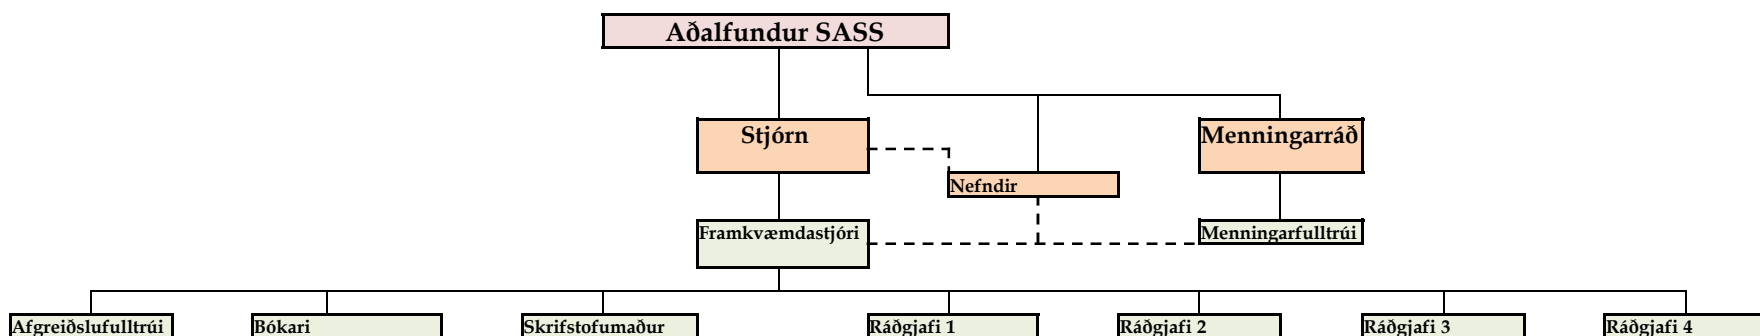 Aðalfundur SASS
Stjórn
Menningarráð
Nefndir
Framkvæmdastjóri
Menningarfulltrúi
Afgreiðslufulltrúi
Bókari
Skrifstofumaður
Ráðgjafi 1
Ráðgjafi 2
Ráðgjafi 3
Ráðgjafi 4